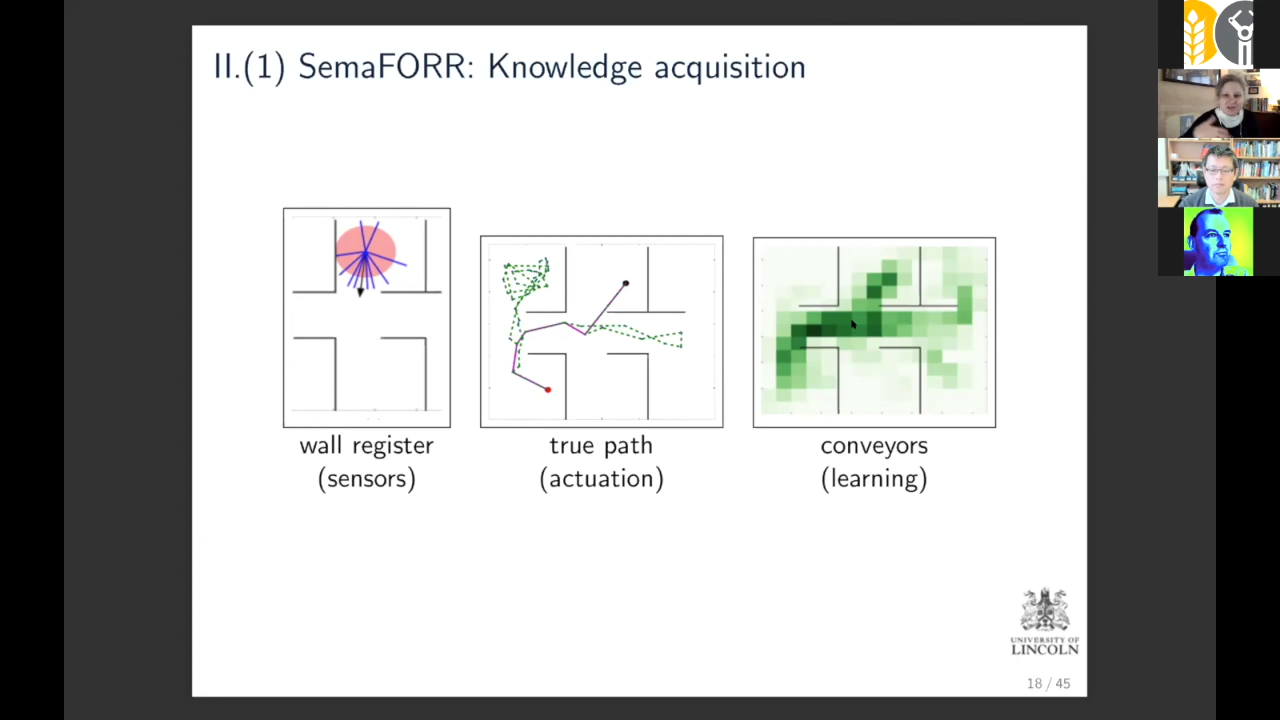 II.(1) SemaFORR: Knowledge acquisition
wall register
(sensors)
true path
(actuation)
conveyors
(learning)
UNIVERSITY OF
LINCOLN
18 / 45